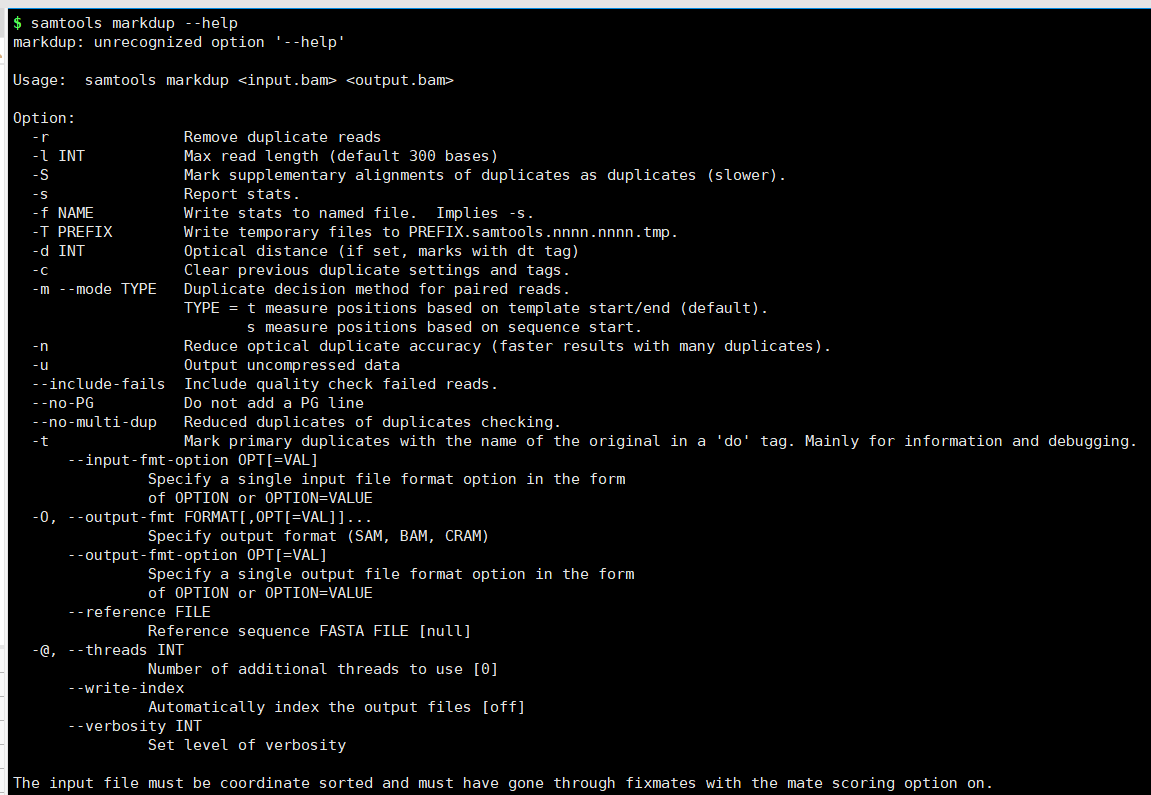 $ samtools markdup --help
markdup: unrecognized option '--help'

Usage:  samtools markdup <input.bam> <output.bam>

Option:
  -r               Remove duplicate reads
  -l INT           Max read length (default 300 bases)
  -S               Mark supplementary alignments of duplicates as duplicates (slower).
  -s               Report stats.
  -f NAME          Write stats to named file.  Implies -s.
  -T PREFIX        Write temporary files to PREFIX.samtools.nnnn.nnnn.tmp.
  -d INT           Optical distance (if set, marks with dt tag)
  -c               Clear previous duplicate settings and tags.
  -m --mode TYPE   Duplicate decision method for paired reads.
                   TYPE = t measure positions based on template start/end (default).
                          s measure positions based on sequence start.
  -n               Reduce optical duplicate accuracy (faster results with many duplicates).
  -u               Output uncompressed data
  --include-fails  Include quality check failed reads.
  --no-PG          Do not add a PG line
  --no-multi-dup   Reduced duplicates of duplicates checking.
  -t               Mark primary duplicates with the name of the original in a 'do' tag. Mainly for information and debugging.
      --input-fmt-option OPT[=VAL]
               Specify a single input file format option in the form
               of OPTION or OPTION=VALUE
  -O, --output-fmt FORMAT[,OPT[=VAL]]...
               Specify output format (SAM, BAM, CRAM)
      --output-fmt-option OPT[=VAL]
               Specify a single output file format option in the form
               of OPTION or OPTION=VALUE
      --reference FILE
               Reference sequence FASTA FILE [null]
  -@, --threads INT
               Number of additional threads to use [0]
      --write-index
               Automatically index the output files [off]
      --verbosity INT
               Set level of verbosity

The input file must be coordinate sorted and must have gone through fixmates with the mate scoring option on.